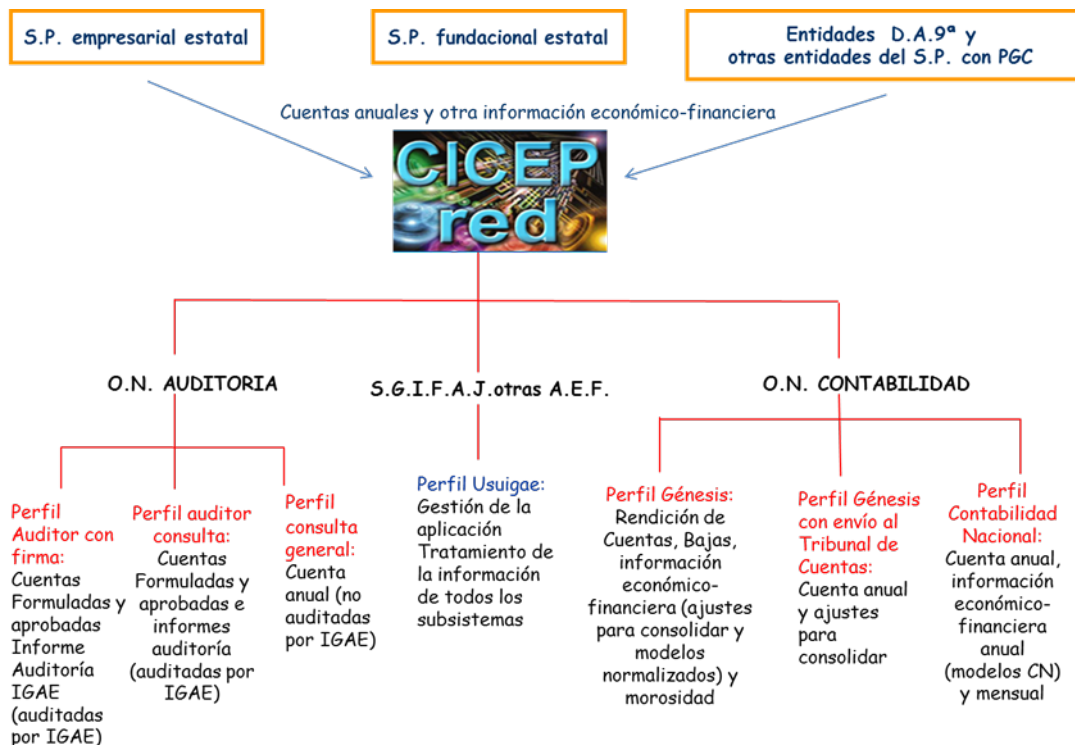 S.P. empresarial estatal
S.P. fundacional estatal
Entidades D.A.9ª y
otras entidades del S.P. con PGC
Cuentas anuales y otra información económico-financiera
CICEP
red
O.N. AUDITORIA
S.G.I.F.A.J.otras A.E.F.
O.N. CONTABILIDAD
Perfil
Auditor con
firma:
Cuentas
Formuladas y
aprobadas
Informe
Auditoría
IGAE
(auditadas
por IGAE)
Perfil auditor
consulta:
Cuentas
Formuladas y
aprobadas e
informes
auditoría
(auditadas por
IGAE)
Perfil
consulta
general:
Cuenta
anual (no
auditadas
por IGAE)
Perfil Usuigae:
Gestión de la
aplicación
Tratamiento de
la información
de todos los
subsistemas
Perfil Génesis:
Rendición de
Cuentas, Bajas,
información
económico-
financiera (ajustes
para consolidar y
modelos
normalizados) y
morosidad
Perfil Génesis
con envío al
Tribunal de
Cuentas:
Cuenta anual
y ajustes
para
consolidar
Perfil
Contabilidad
Nacional:
Cuenta anual,
información
económico-
financiera
anual
(modelos CN)
y mensual